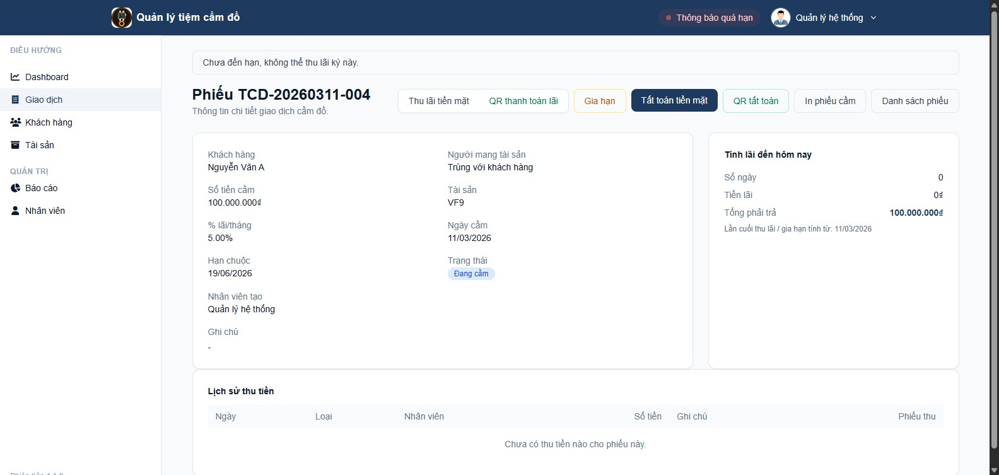 Quản lý tiệm cầm đồ
Thông báo quá hạn
Quản lý hệ thống
ĐIỀU HƯỚNG
Dashboard
Giao dịch
Khách hàng
Tài sản
QUẢN TRỊ
Báo cáo
Nhân viên
Chưa đến hạn, không thể thu lãi kỳ này.
Phiếu TCD-20260311-004
Thông tin chi tiết giao dịch cầm đồ.
Thu lãi tiền mặt
QR thanh toán lãi
Gia hạn
Tất toán tiền mặt
QR tất toán
In phiếu cầm
Danh sách phiếu
Khách hàng
Nguyễn Văn A
Người mang tài sản
Trùng với khách hàng
Số tiền cầm
100.000.000₫
Tài sản
VF9
% lãi/tháng
5.00%
Ngày cầm
11/03/2026
Hạn chuộc
19/06/2026
Trạng thái
Đang cầm
Nhân viên tạo
Quản lý hệ thống
Ghi chú
-
Tính lãi đến hôm nay
Số ngày 0
Tiền lãi 0₫
Tổng phải trả 100.000.000₫
Lần cuối thu lãi / gia hạn tính từ: 11/03/2026
Lịch sử thu tiền
Ngày Loại Nhân viên Số tiền Ghi chú Phiếu thu
Chưa có thu tiền nào cho phiếu này.